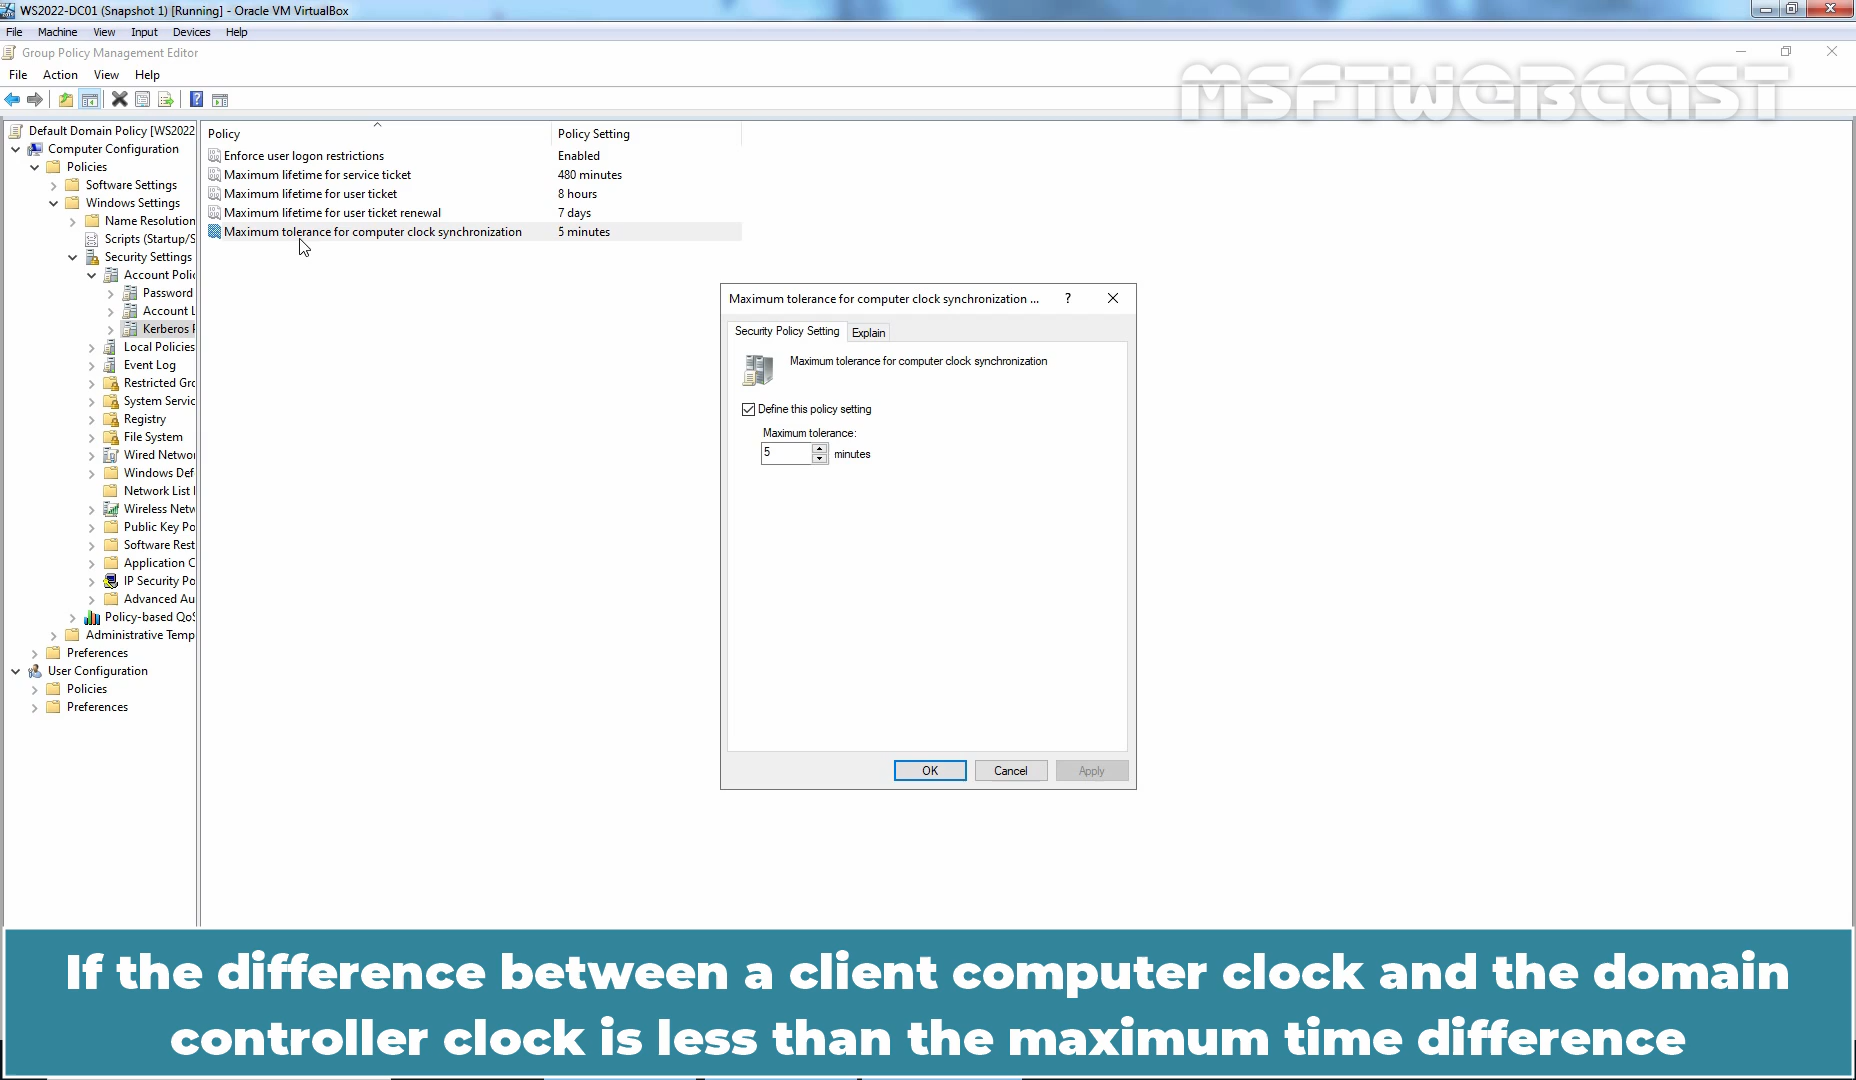 WS2022-DC01 (Snapshot 1) [Running] - Oracle VM VirtualBox
File Machine View Input Devices Help
Group Policy Management Editor
File Action View Help
MSFTWEBCAST
Default Domain Policy [WS2022
Computer Configuration
Policies
Software Settings
Windows Settings
Name Resolution
Scripts (Startup/S
Security Settings
Account Polic
Password
Account L
Kerberos P
Local Policies
Event Log
Restricted Gro
System Servic
Registry
File System
Wired Networ
Windows Def
Network List
Wireless Netw
Public Key Po
Software Rest
Application C
IP Security Po
Advanced Au
Policy-based QoS
Administrative Temp
Preferences
User Configuration
Policies
Preferences
Policy Policy Setting
Enforce user logon restrictions Enabled
Maximum lifetime for service ticket 480 minutes
Maximum lifetime for user ticket 8 hours
Maximum lifetime for user ticket renewal 7 days
Maximum tolerance for computer clock synchronization 5 minutes
Maximum tolerance for computer clock synchronization ... ?
Security Policy Setting Explain
Maximum tolerance for computer clock synchronization
Define this policy setting
Maximum tolerance:
5 minutes
OK Cancel Apply
If the difference between a client computer clock and the domain
controller clock is less than the maximum time difference